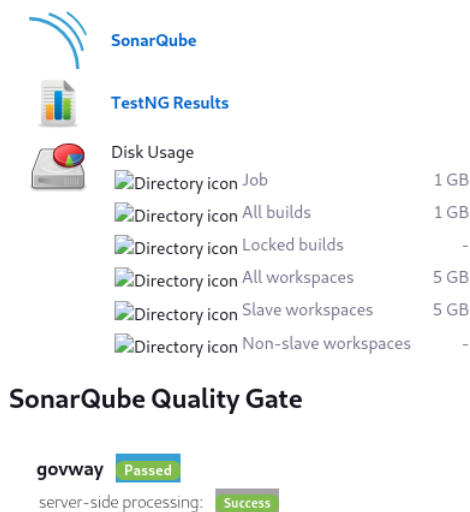 SonarQube
TestNG Results
Disk Usage
Directory icon Job 1 GB
Directory icon All builds 1 GB
Directory icon Locked builds -
Directory icon All workspaces 5 GB
Directory icon Slave workspaces 5 GB
Directory icon Non-slave workspaces -
SonarQube Quality Gate
govway Passed
server-side processing: Success